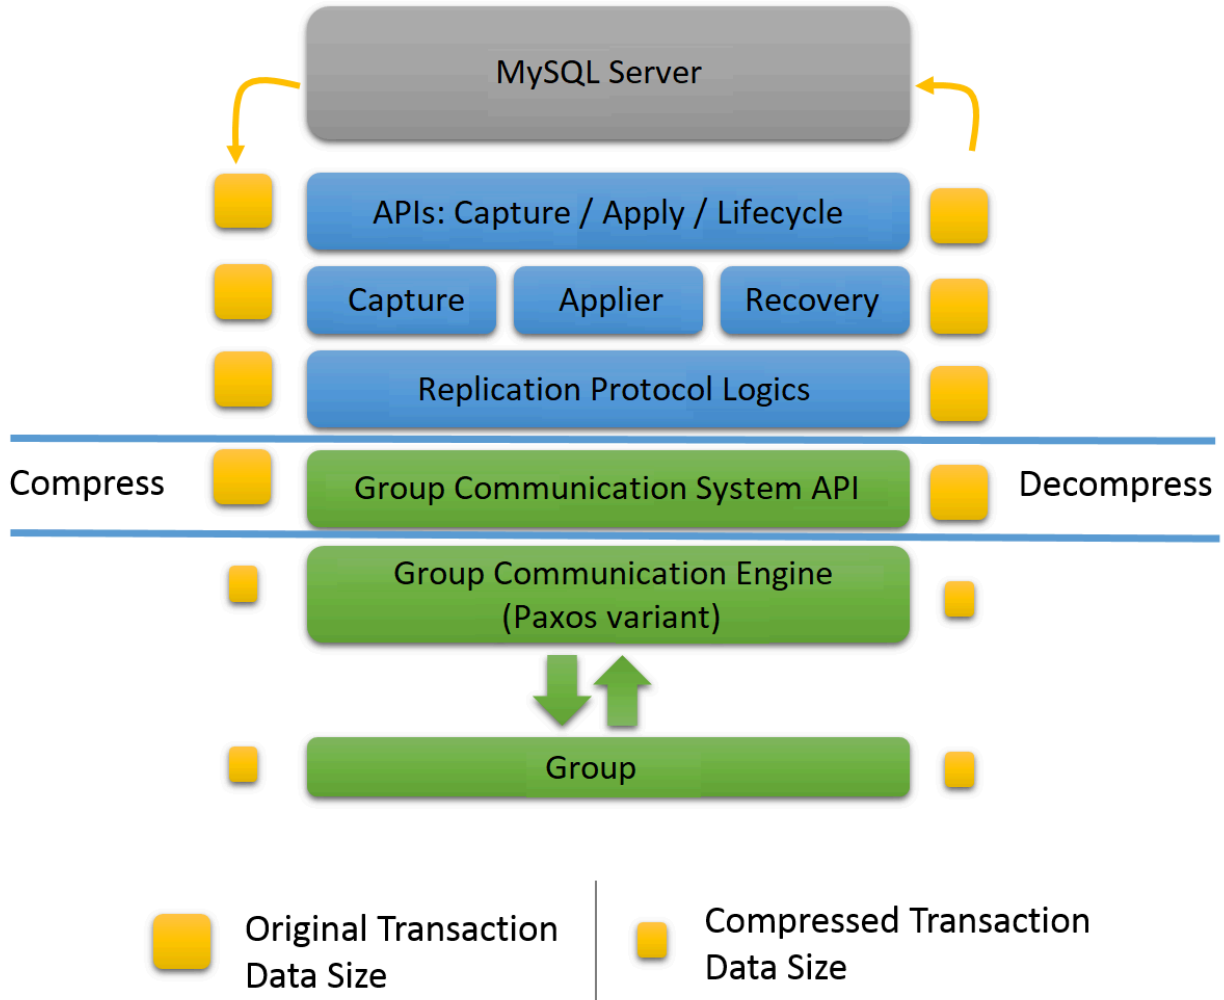 MySQL Server
APIs: Capture / Apply / Lifecycle
Capture
Applier
Recovery
Replication Protocol Logics
Compress
Group Communication System API
Decompress
Group Communication Engine
(Paxos variant)
Group
Original Transaction
Data Size
Compressed Transaction
Data Size